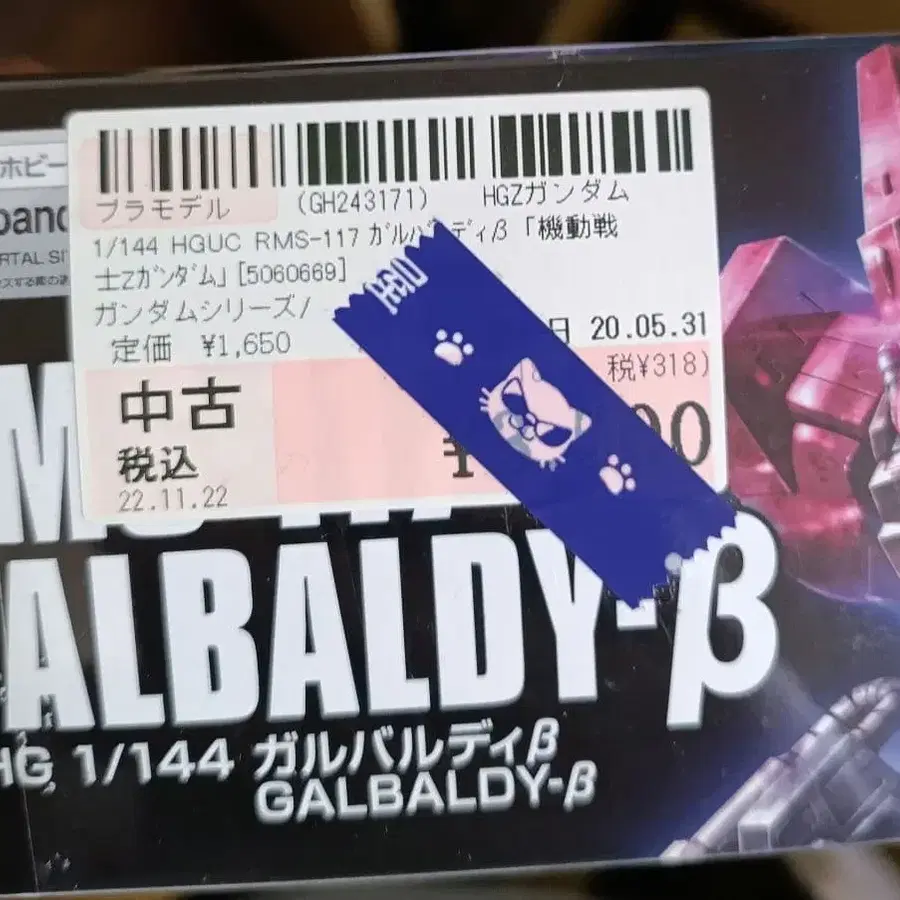 ホビー
プラモデル (GH243171) HGZガンダム
1/144 HGUC RMS-117 ガルバルディβ「機動戦
士Zガンダム」[5060669]
ガンダムシリーズ/
日 20.05.31
定価 ¥1,650
税¥318)
中古
税込
22.11.22
ALBALDY-β
HG 1/144 ガルバルディβ
GALBALDY-β